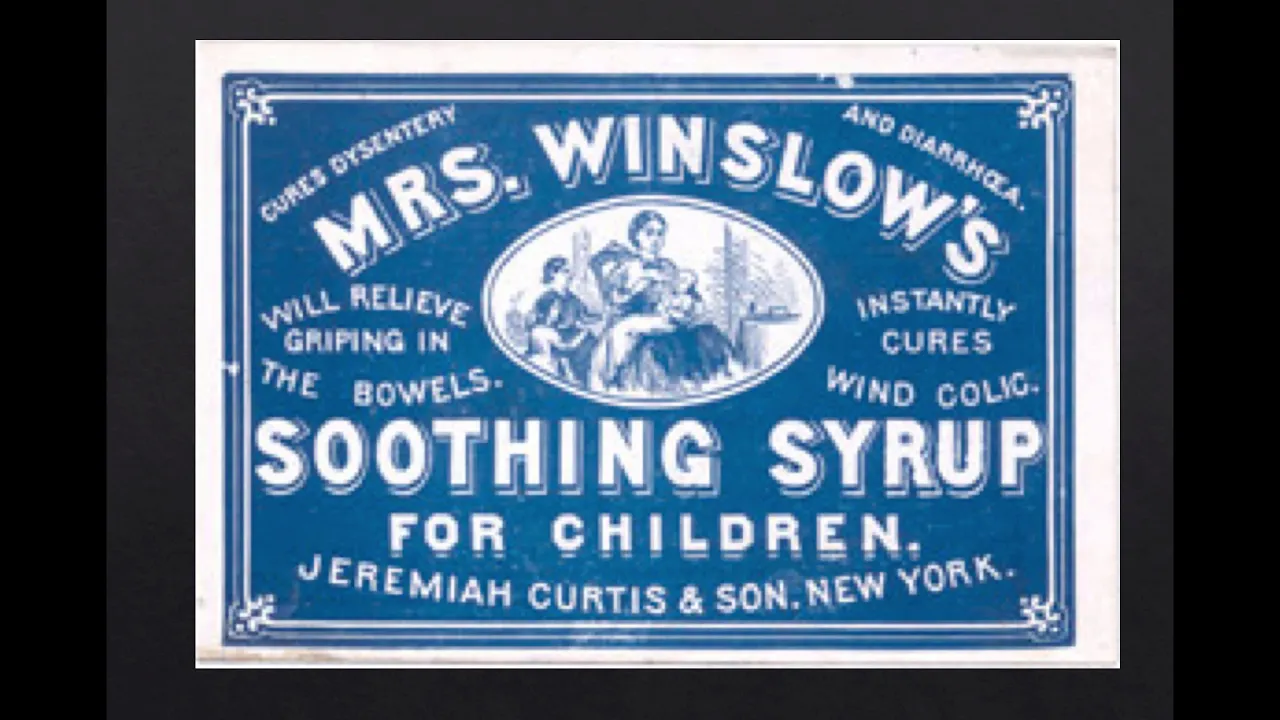 CURES DYSENTERY
AND DIARRHŒA.
MRS. WINSLOW'S
WILL RELIEVE
GRIPING IN
THE BOWELS.
INSTANTLY
CURES
WIND COLIC.
SOOTHING SYRUP
FOR CHILDREN.
JEREMIAH CURTIS & SON. NEW YORK.